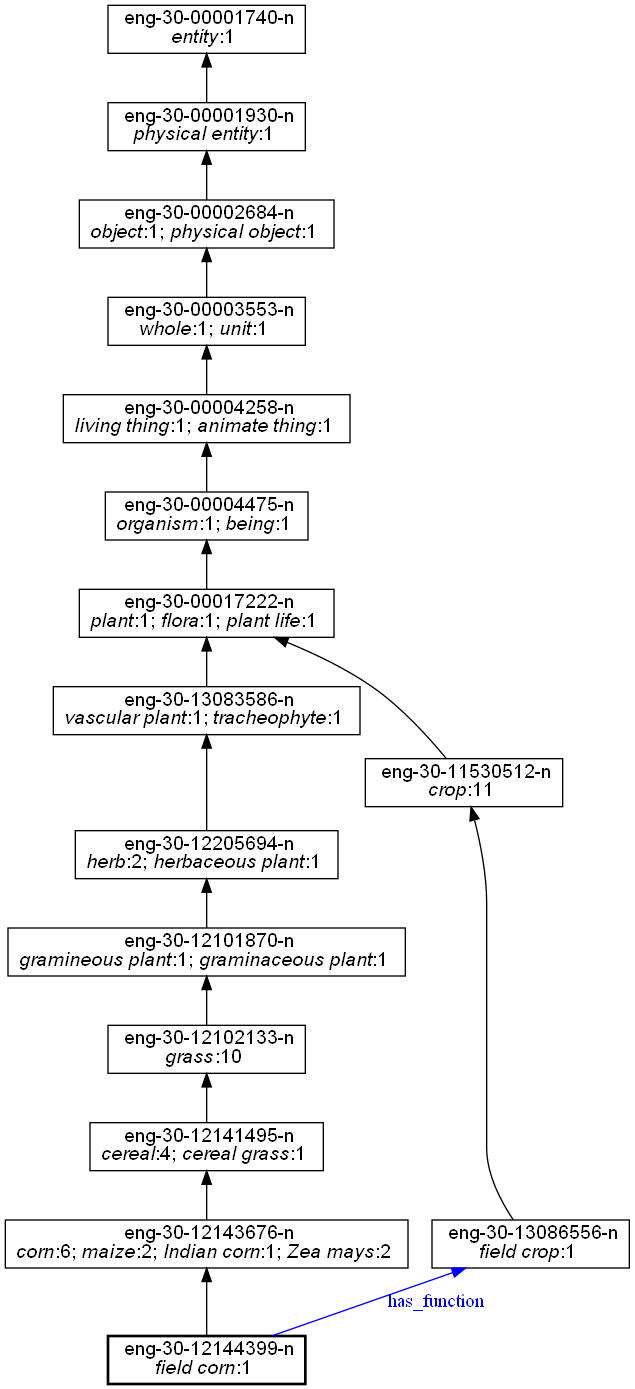 eng-30-00001740-n
entity:1
eng-30-00001930-n
physical entity:1
eng-30-00002684-n
object:1; physical object:1
eng-30-00003553-n
whole:1; unit:1
eng-30-00004258-n
living thing:1; animate thing:1
eng-30-00004475-n
organism:1; being:1
eng-30-00017222-n
plant:1; flora:1; plant life:1
eng-30-13083586-n
vascular plant:1; tracheophyte:1
eng-30-11530512-n
crop:11
eng-30-12205694-n
herb:2; herbaceous plant:1
eng-30-12101870-n
gramineous plant:1; graminaceous plant:1
eng-30-12102133-n
grass:10
eng-30-12141495-n
cereal:4; cereal grass:1
eng-30-12143676-n
corn:6; maize:2; Indian corn:1; Zea mays:2
eng-30-13086556-n
field crop:1
has_function
eng-30-12144399-n
field corn:1